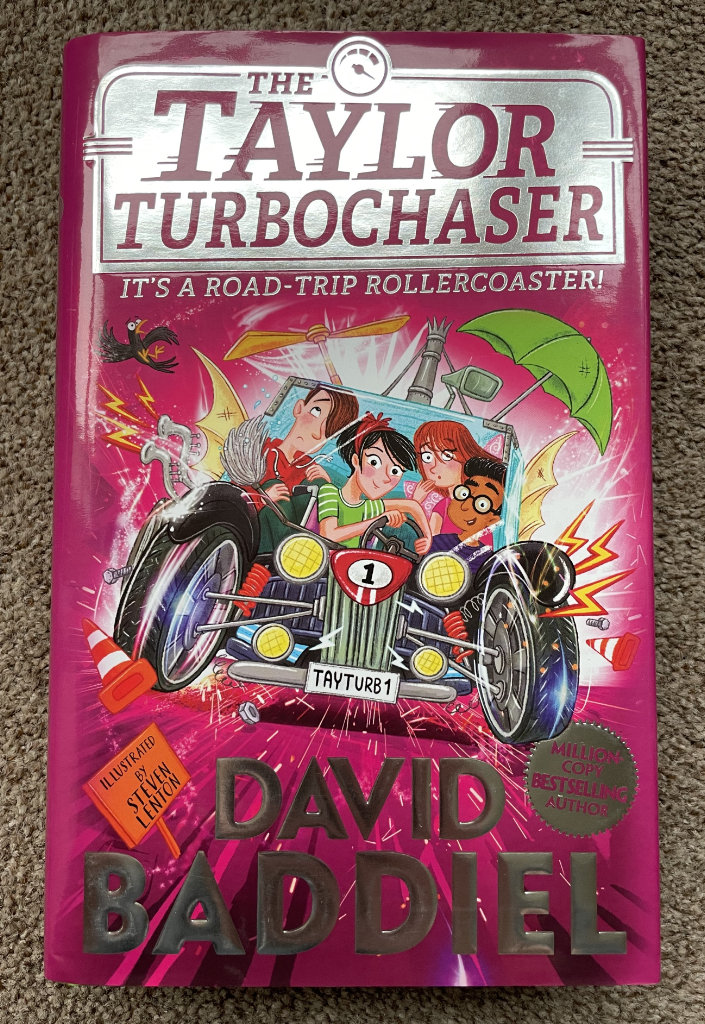 THE
TAYLOR
TURBOCHASER
IT'S A ROAD-TRIP ROLLERCOASTER!
1
TAYTURB1
ILLUSTRATED
BY
STEVEN
LENTON
MILLION-
COPY
BESTSELLING
AUTHOR
DAVID
BADDIEL